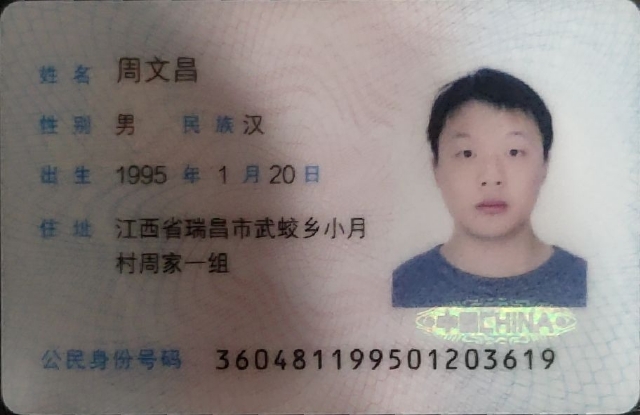 姓名 周文昌
性别 男 民族 汉
出生 1995 年 1 月 20 日
住址 江西省瑞昌市武蛟乡小月
村周家一组
中国CHINA
公民身份号码 360481199501203619